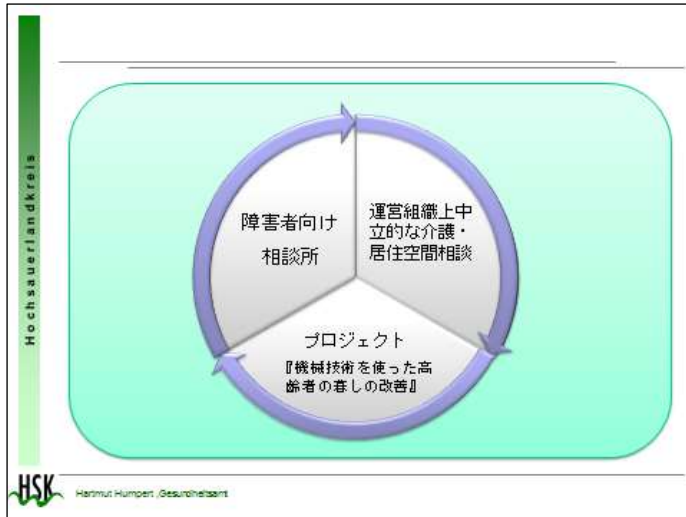 Hochsauerlandkreis
障害者向け
相談所
運営組織上中
立的な介護・
居住空間相談
プロジェクト
『機械技術を使った高
齢者の暮しの改善』
HSK
Hartmut Humpert ,Gesundheitsamt